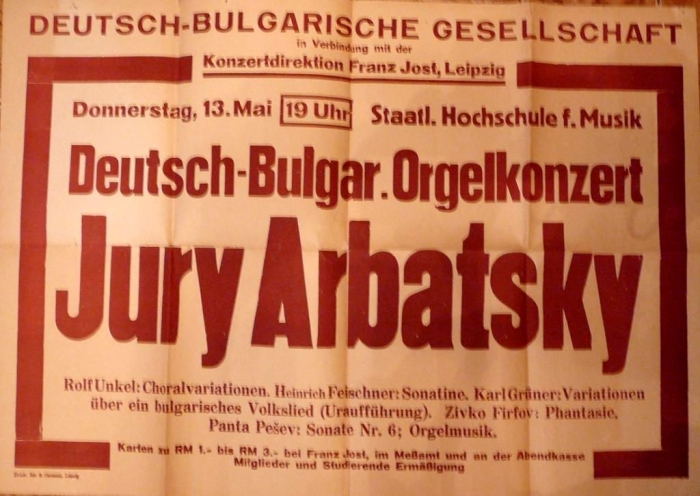 DEUTSCH-BULGARISCHE GESELLSCHAFT
in Verbindung mit der
Konzertdirektion Franz Jost, Leipzig
Donnerstag, 13. Mai 19 Uhr Staatl. Hochschule f. Musik
Deutsch-Bulgar. Orgelkonzert
Jury Arbatsky
Rolf Unkel: Choralvariationen. Heinrich Feischner: Sonatine. Karl Grüner: Variationen
über ein bulgarisches Volkslied (Uraufführung). Zivko Firfov: Phantasie.
Panta Pešev: Sonate Nr. 6; Orgelmusik.
Karten zu RM 1.- bis RM 3.- bei Franz Jost, im Meßamt und an der Abendkasse
Mitglieder und Studierende Ermäßigung
Leipzig